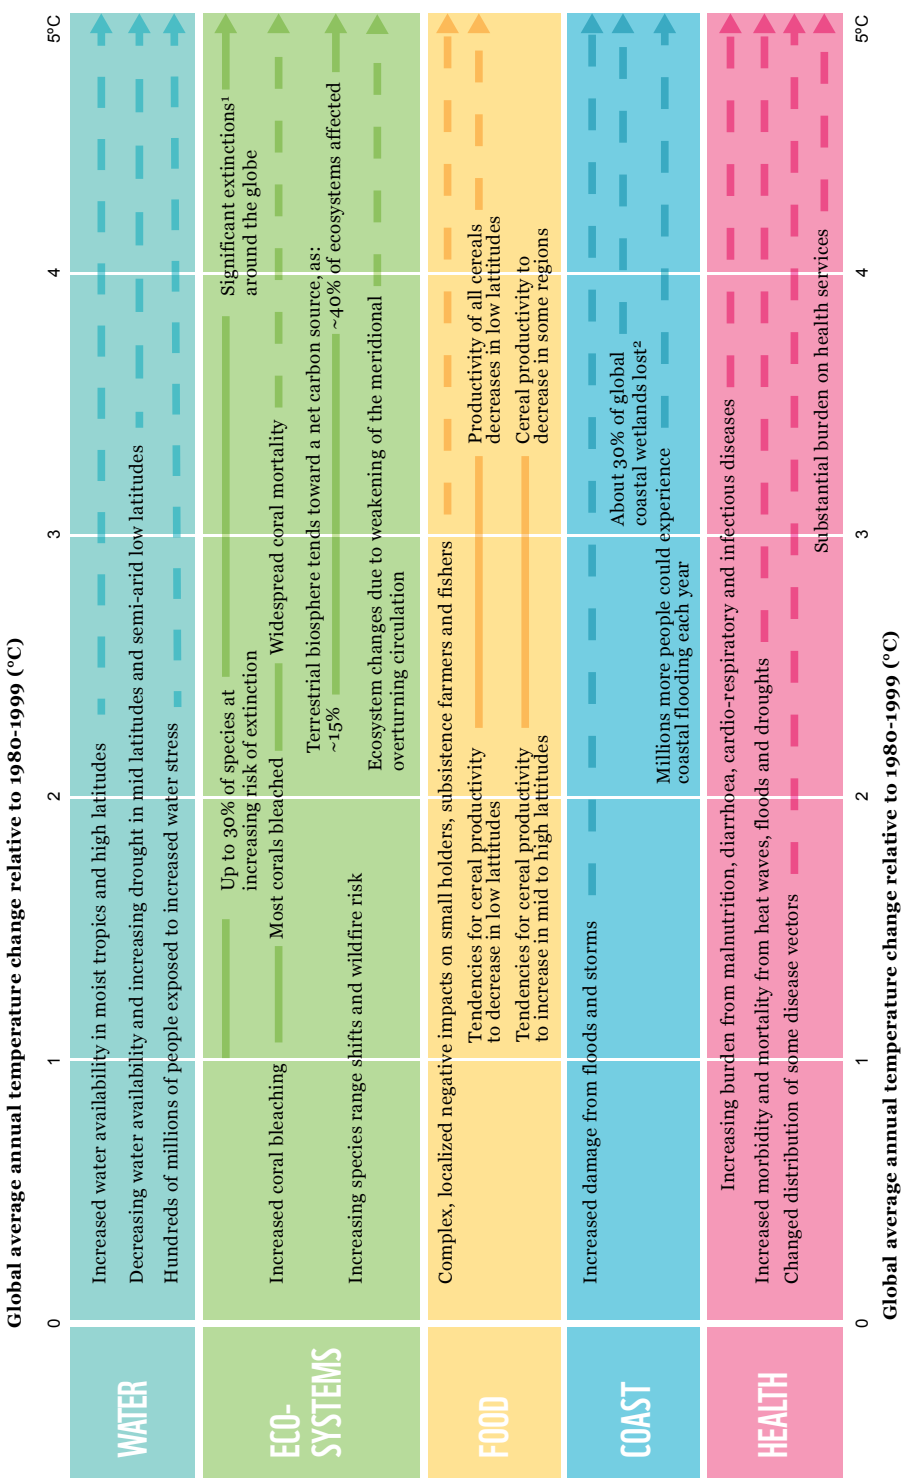 Global average annual temperature change relative to 1980-1999 (°C)
0
1
2
3
4
5°C
WATER
Increased water availability in moist tropics and high latitudes
Decreasing water availability and increasing drought in mid latitudes and semi-arid low latitudes
Hundreds of millions of people exposed to increased water stress
ECO-
SYSTEMS
Up to 30% of species at
increasing risk of extinction
Significant extinctions¹
around the globe
Increased coral bleaching
Most corals bleached
Widespread coral mortality
Terrestrial biosphere tends toward a net carbon source, as:
~15%
~40% of ecosystems affected
Increasing species range shifts and wildfire risk
Ecosystem changes due to weakening of the meridional
overturning circulation
FOOD
Complex, localized negative impacts on small holders, subsistence farmers and fishers
Tendencies for cereal productivity
to decrease in low lattitudes
Productivity of all cereals
decreases in low lattitudes
Tendencies for cereal productivity
to increase in mid to high lattitudes
Cereal productivity to
decrease in some regions
COAST
Increased damage from floods and storms
About 30% of global
coastal wetlands lost²
Millions more people could experience
coastal flooding each year
HEALTH
Increasing burden from malnutrition, diarrhoea, cardio-respiratory and infectious diseases
Increased morbidity and mortality from heat waves, floods and droughts
Changed distribution of some disease vectors
Substantial burden on health services
0
1
2
3
4
5°C
Global average annual temperature change relative to 1980-1999 (°C)